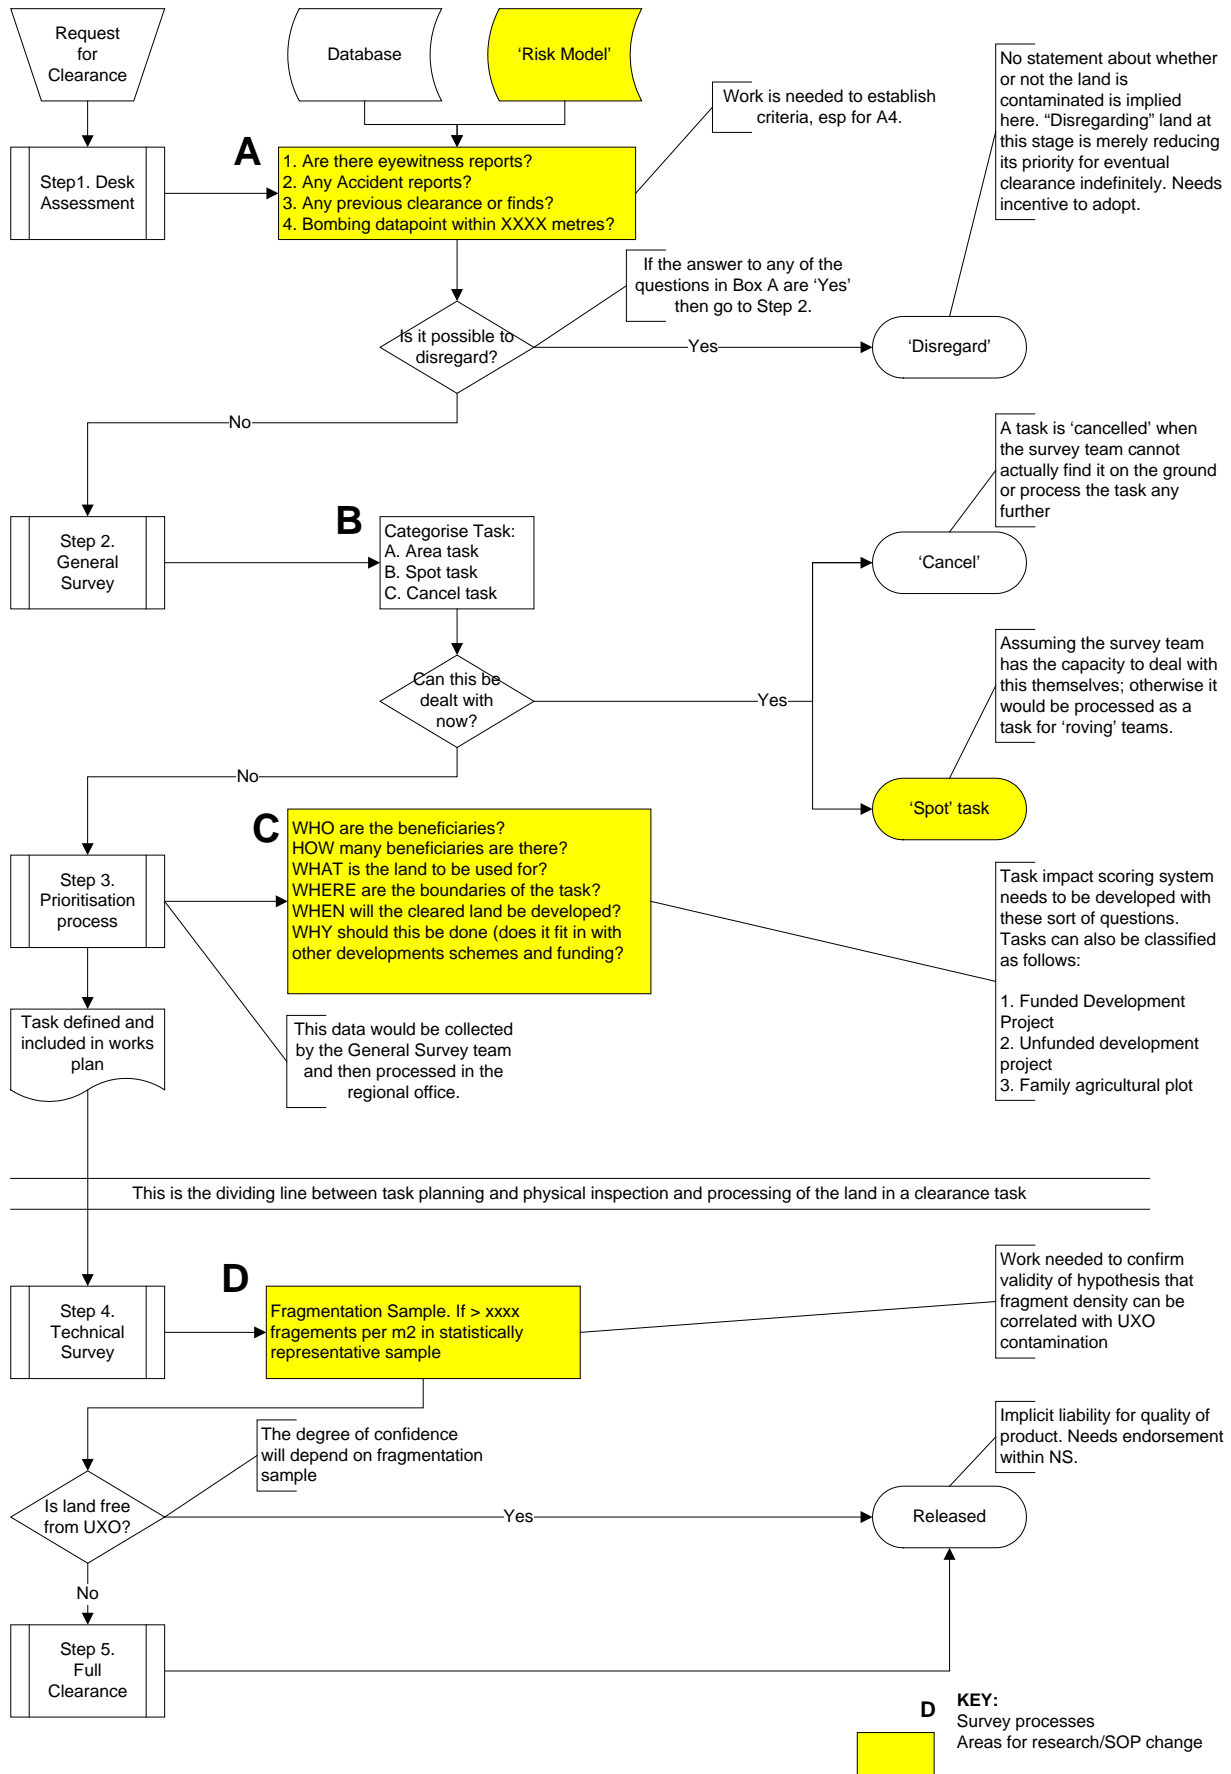 Request
for
Clearance
Database
‘Risk Model’
No statement about whether
or not the land is
contaminated is implied
here. “Disregarding” land at
this stage is merely reducing
its priority for eventual
clearance indefinitely. Needs
incentive to adopt.
Work is needed to establish
criteria, esp for A4.
A
Step1. Desk
Assessment
1. Are there eyewitness reports?
2. Any Accident reports?
3. Any previous clearance or finds?
4. Bombing datapoint within XXXX metres?
If the answer to any of the
questions in Box A are ‘Yes’
then go to Step 2.
Is it possible to
disregard?
Yes
‘Disregard’
No
A task is ‘cancelled’ when
the survey team cannot
actually find it on the ground
or process the task any
further
B
Step 2.
General
Survey
Categorise Task:
A. Area task
B. Spot task
C. Cancel task
‘Cancel’
Assuming the survey team
has the capacity to deal with
this themselves; otherwise it
would be processed as a
task for ‘roving’ teams.
Can this be
dealt with
now?
Yes
No
‘Spot’ task
C
WHO are the beneficiaries?
HOW many beneficiaries are there?
WHAT is the land to be used for?
WHERE are the boundaries of the task?
WHEN will the cleared land be developed?
WHY should this be done (does it fit in with
other developments schemes and funding?
Step 3.
Prioritisation
process
Task impact scoring system
needs to be developed with
these sort of questions.
Tasks can also be classified
as follows:
1. Funded Development
Project
2. Unfunded development
project
3. Family agricultural plot
Task defined and
included in works
plan
This data would be collected
by the General Survey team
and then processed in the
regional office.
This is the dividing line between task planning and physical inspection and processing of the land in a clearance task
D
Step 4.
Technical
Survey
Fragmentation Sample. If > xxxx
fragements per m2 in statistically
representative sample
Work needed to confirm
validity of hypothesis that
fragment density can be
correlated with UXO
contamination
The degree of confidence
will depend on fragmentation
sample
Implicit liability for quality of
product. Needs endorsement
within NS.
Is land free
from UXO?
Yes
Released
No
Step 5.
Full
Clearance
D
KEY:
Survey processes
Areas for research/SOP change